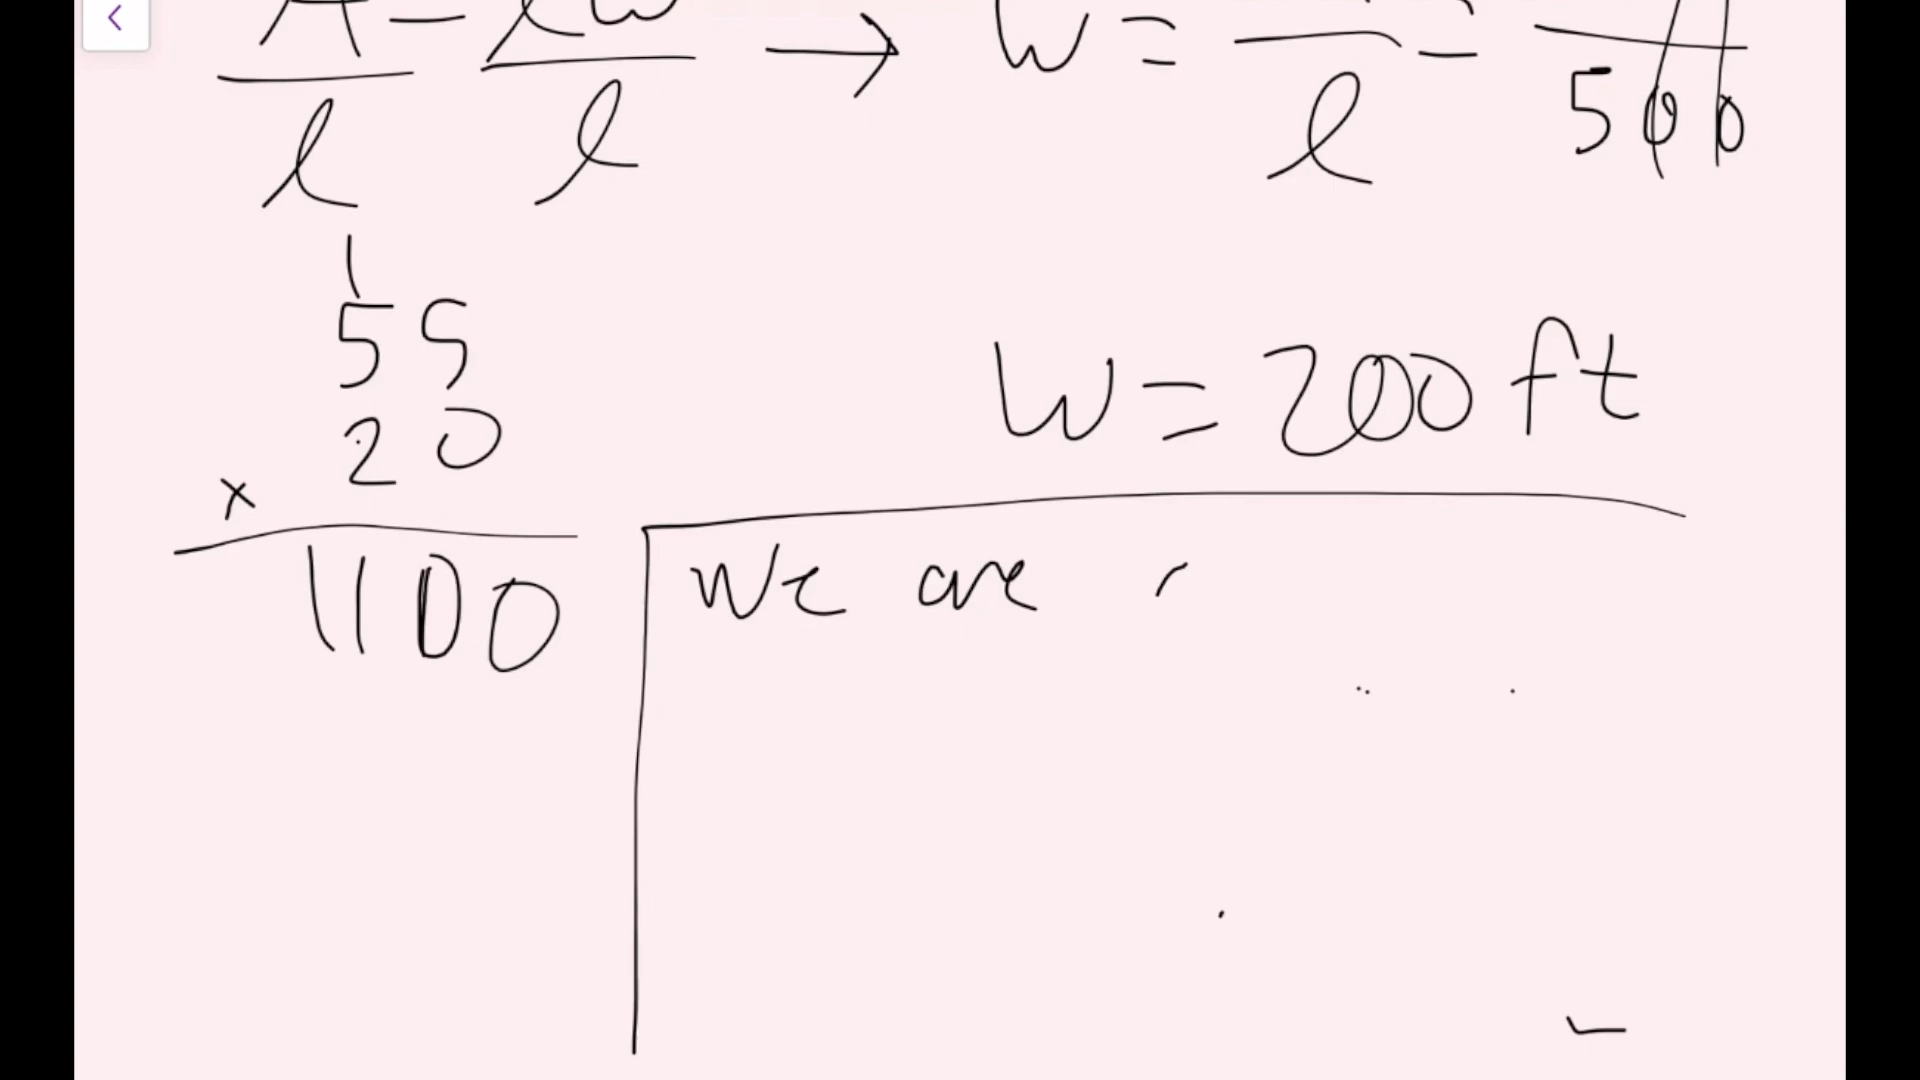 A = lw → W = =
l l l 500
1
55
20
W = 200 ft
x
1100
We are